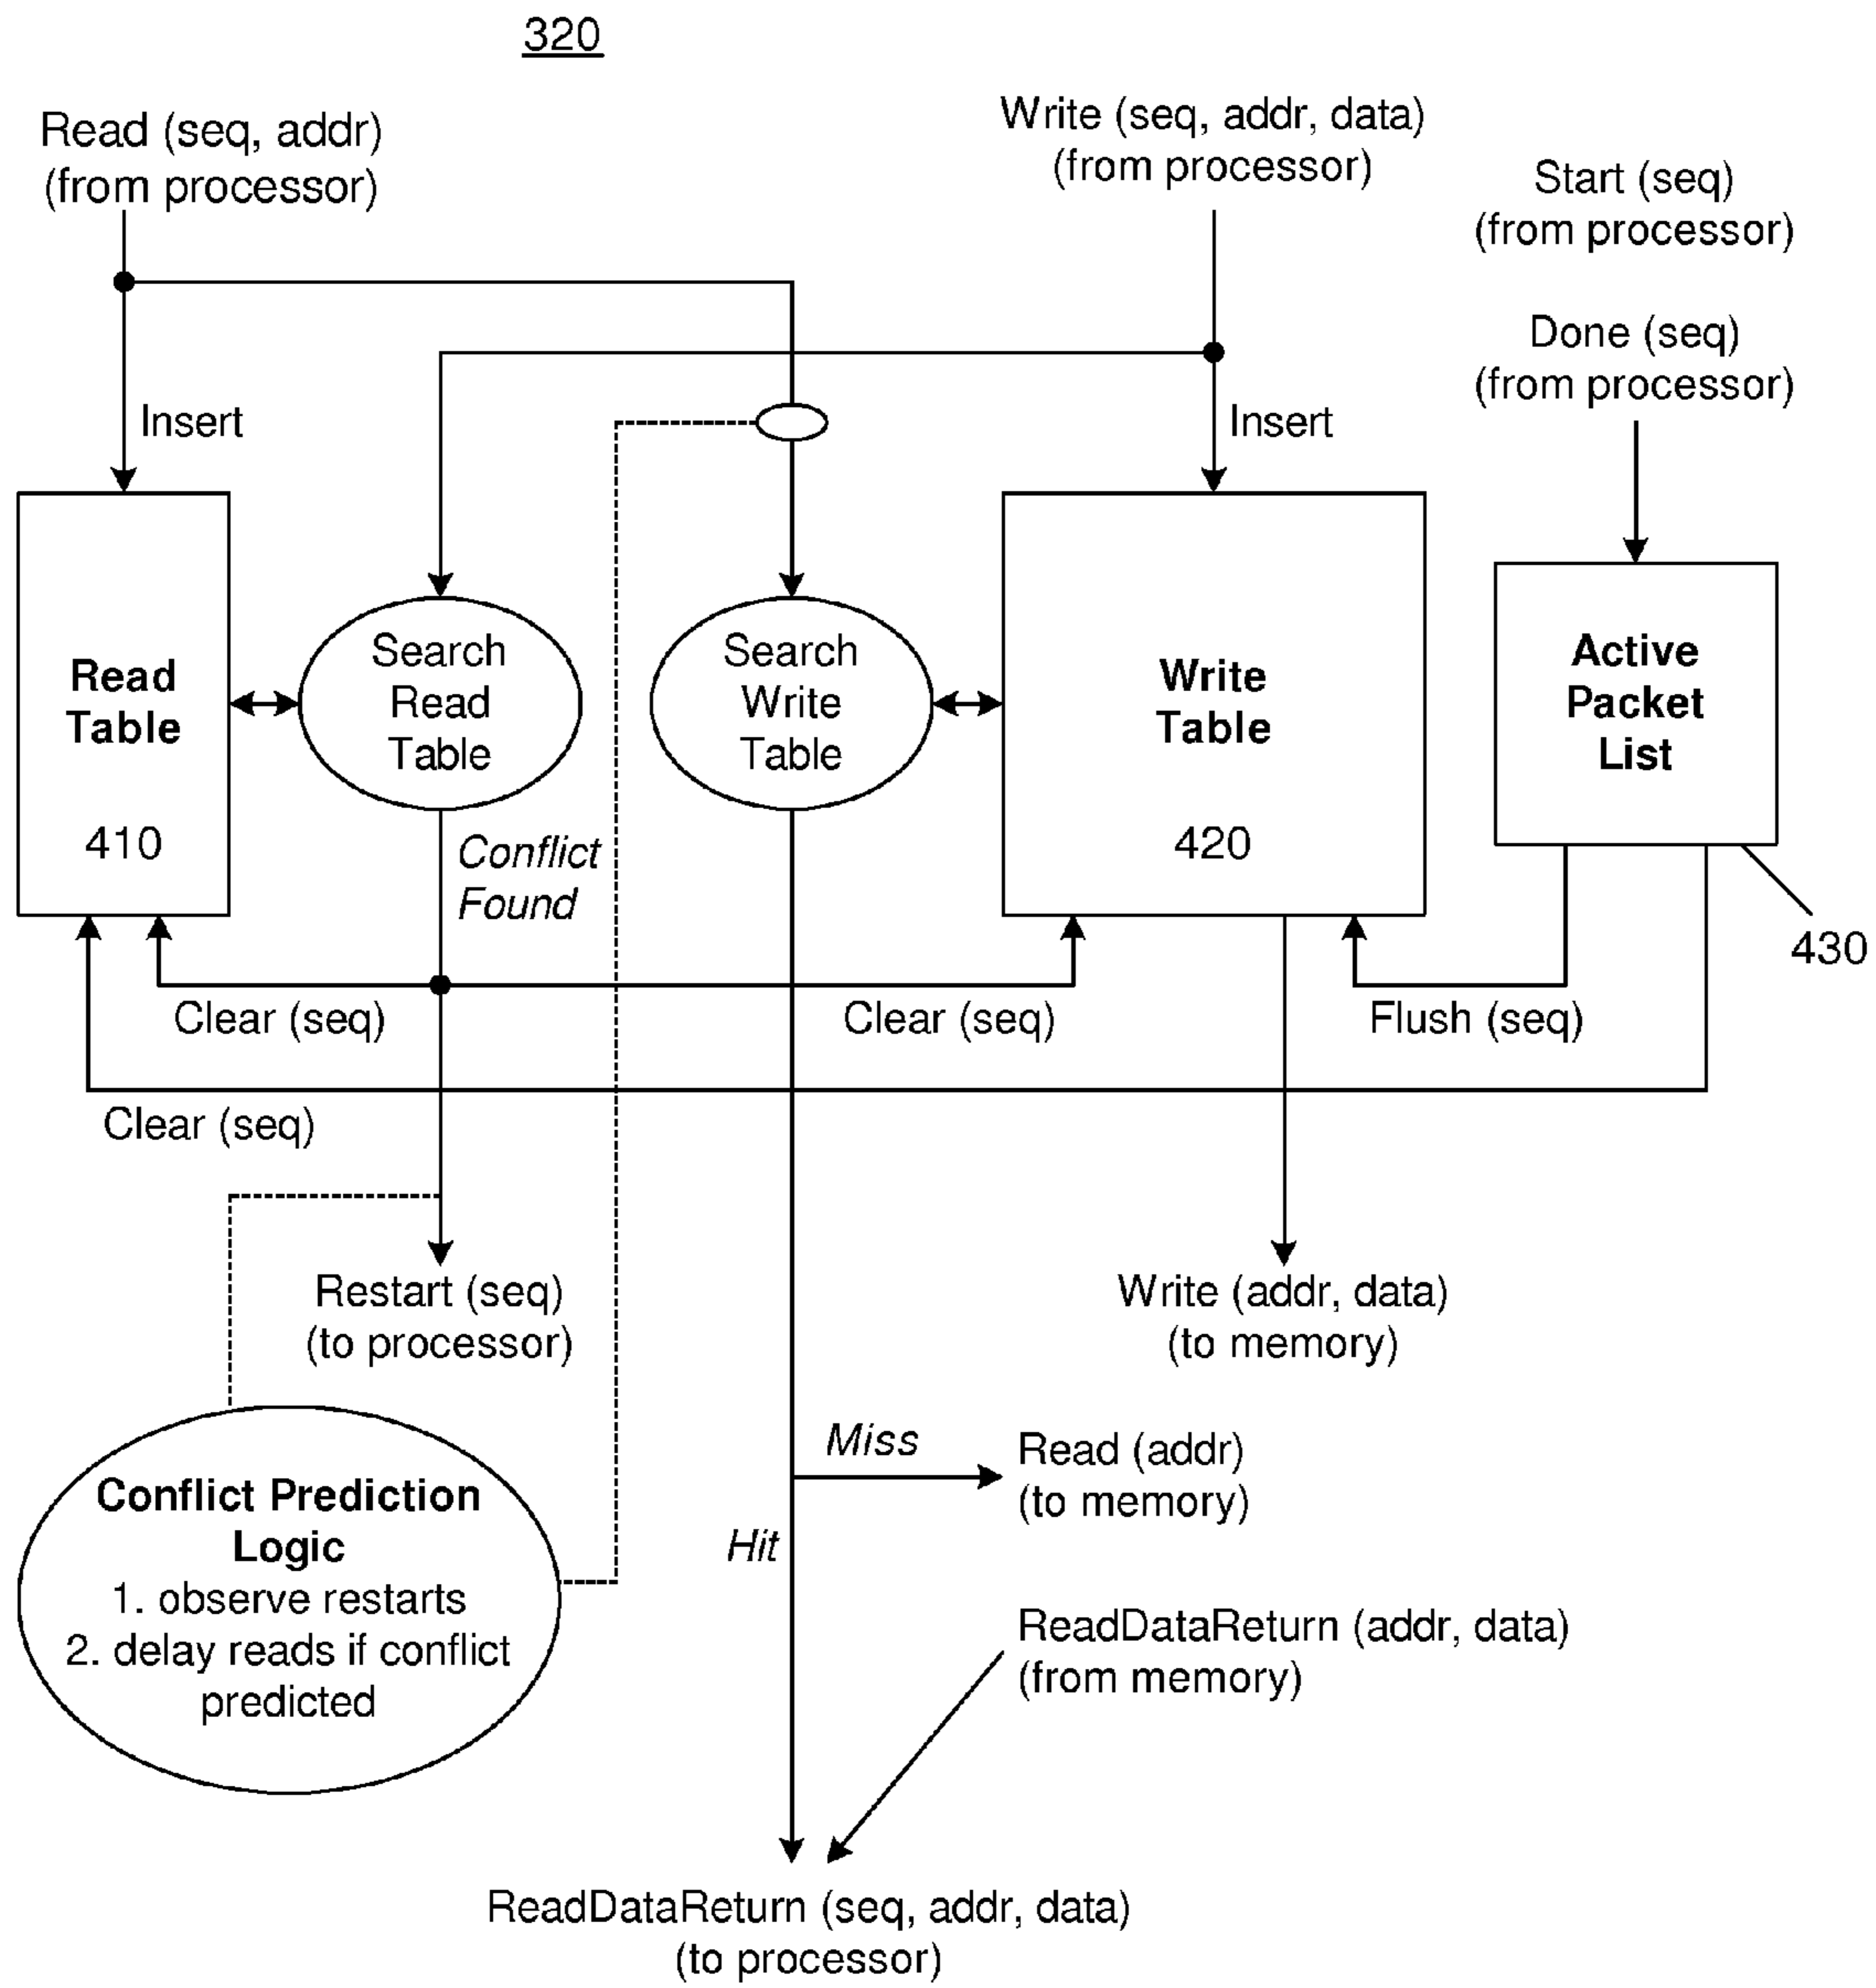 320
Read (seq, addr)
(from processor)
Write (seq, addr, data)
(from processor)
Start (seq)
(from processor)
Done (seq)
(from processor)
Insert
Insert
Read
Table
410
Search
Read
Table
Search
Write
Table
Write
Table
420
Active
Packet
List
430
Conflict
Found
Clear (seq)
Clear (seq)
Flush (seq)
Clear (seq)
Restart (seq)
(to processor)
Write (addr, data)
(to memory)
Miss
Read (addr)
(to memory)
Hit
Conflict Prediction
Logic
1. observe restarts
2. delay reads if conflict
predicted
ReadDataReturn (addr, data)
(from memory)
ReadDataReturn (seq, addr, data)
(to processor)